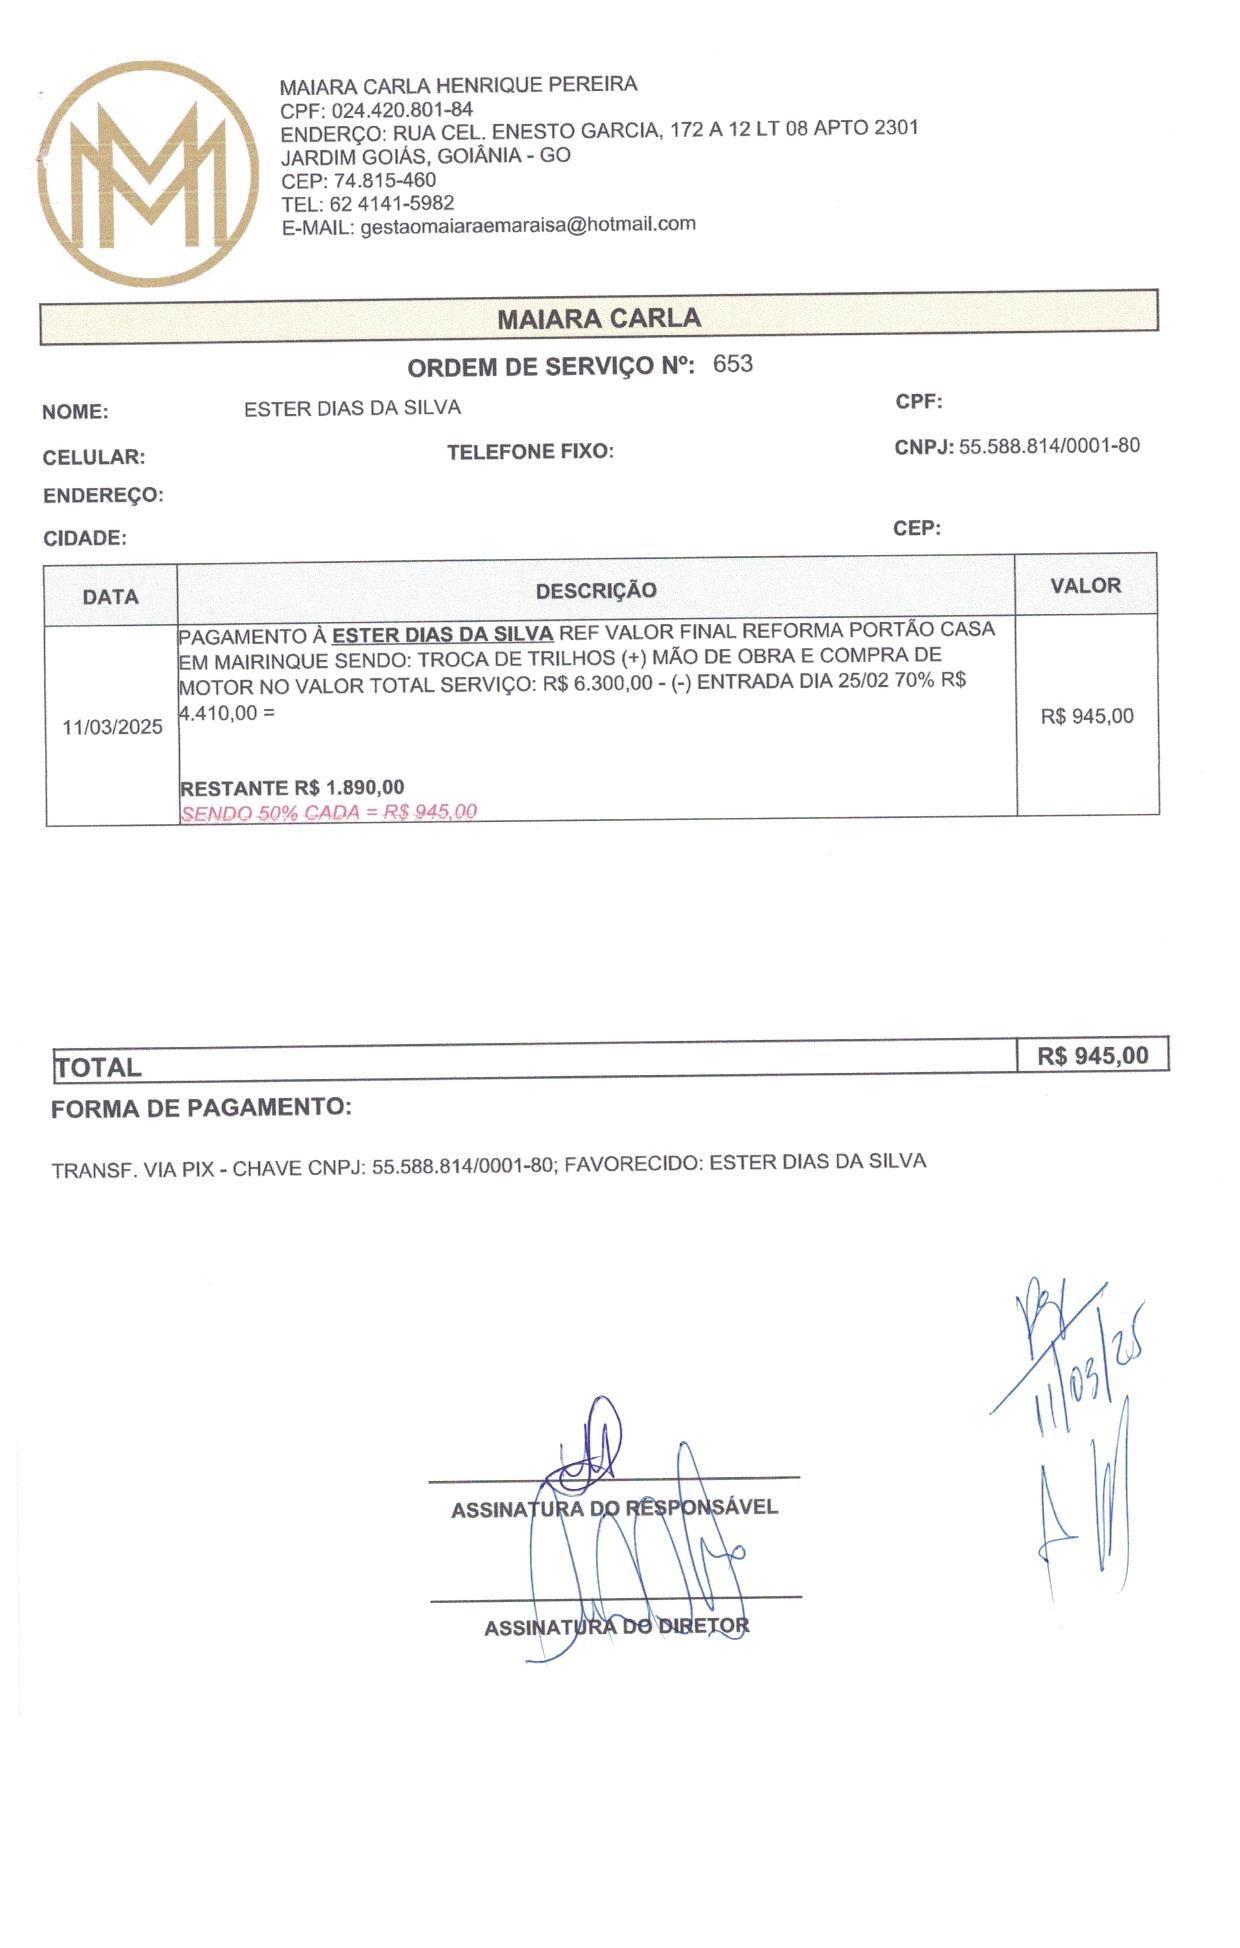 MAIARA CARLA HENRIQUE PEREIRA
CPF: 024.420.801-84
ENDERÇO: RUA CEL. ENESTO GARCIA, 172 A 12 LT 08 APTO 2301
JARDIM GOIÁS, GOIÂNIA - GO
CEP: 74.815-460
TEL: 62 4141-5982
E-MAIL: gestaomaiaraemaraisa@hotmail.com
MAIARA CARLA
ORDEM DE SERVIÇO Nº: 653
NOME: ESTER DIAS DA SILVA CPF:
CELULAR: TELEFONE FIXO: CNPJ: 55.588.814/0001-80
ENDEREÇO:
CIDADE: CEP:
DATA DESCRIÇÃO VALOR
PAGAMENTO À ESTER DIAS DA SILVA REF VALOR FINAL REFORMA PORTÃO CASA
EM MAIRINQUE SENDO: TROCA DE TRILHOS (+) MÃO DE OBRA E COMPRA DE
MOTOR NO VALOR TOTAL SERVIÇO: R$ 6.300,00 - (-) ENTRADA DIA 25/02 70% R$
4.410,00 =
11/03/2025 R$ 945,00
RESTANTE R$ 1.890,00
SENDO 50% CADA = R$ 945,00
TOTAL R$ 945,00
FORMA DE PAGAMENTO:
TRANSF. VIA PIX - CHAVE CNPJ: 55.588.814/0001-80; FAVORECIDO: ESTER DIAS DA SILVA
11/03/25
ASSINATURA DO RESPONSÁVEL
ASSINATURA DO DIRETOR